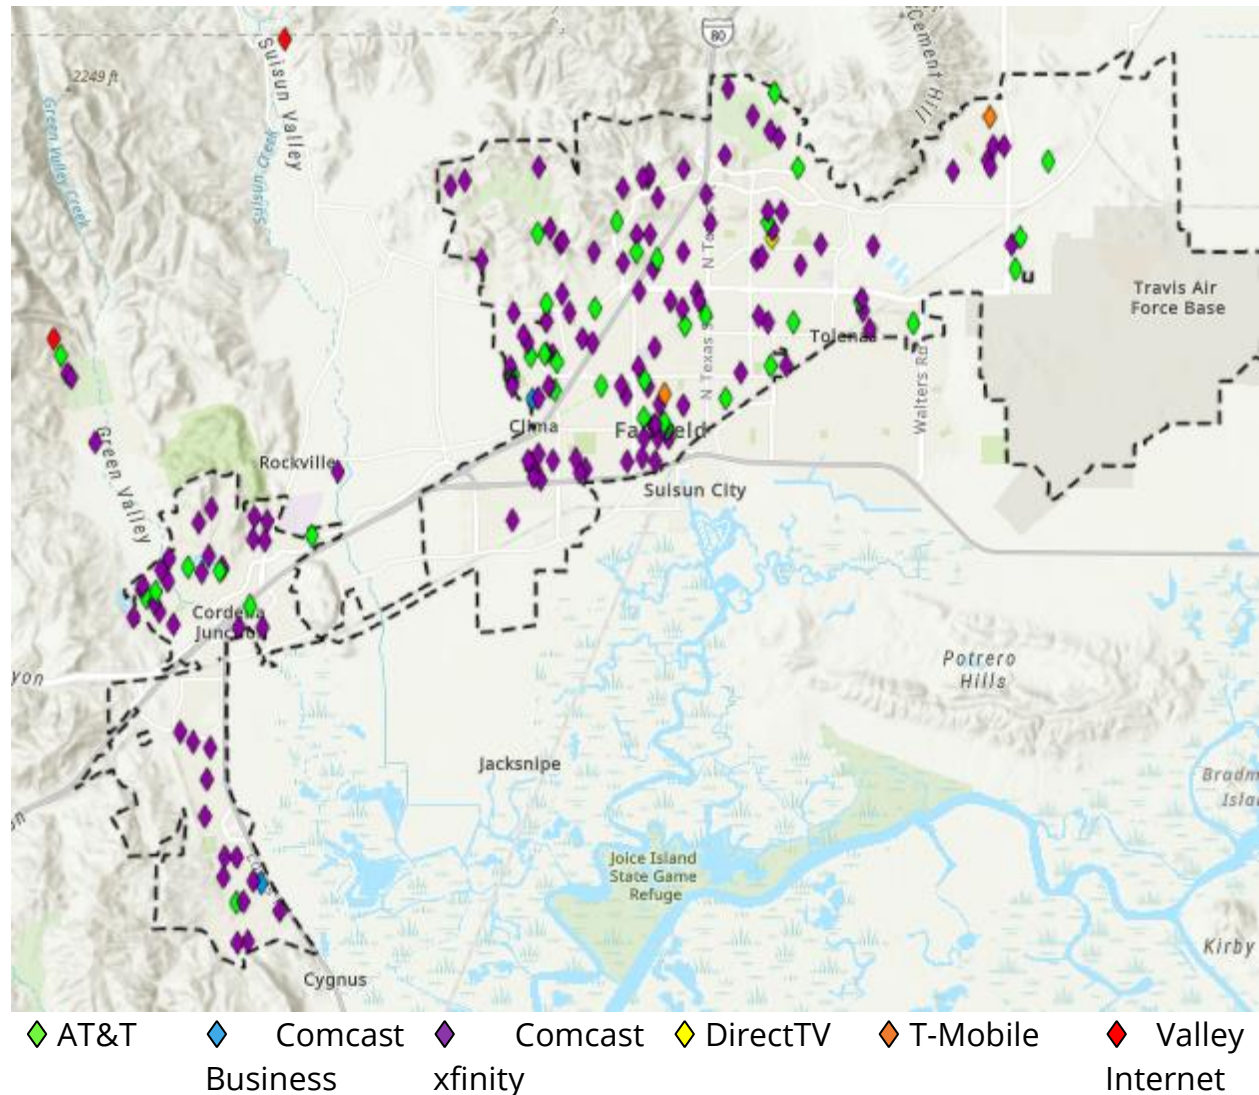 80
Cement Hill
Suisun Valley
2249 ft
Green Valley Creek
Suisun Creek
Travis Air
Force Base
N Texas S
Tolenas
Walters Rd
Clima
Fairfield
Rockville
Suisun City
Green Valley
Cordelia
Junction
yon
Potrero
Hills
Jacksnipe
Joice Island
State Game
Refuge
Kirby
Cygnus
AT&T
Comcast
Business
Comcast
xfinity
DirectTV
T-Mobile
Valley
Internet